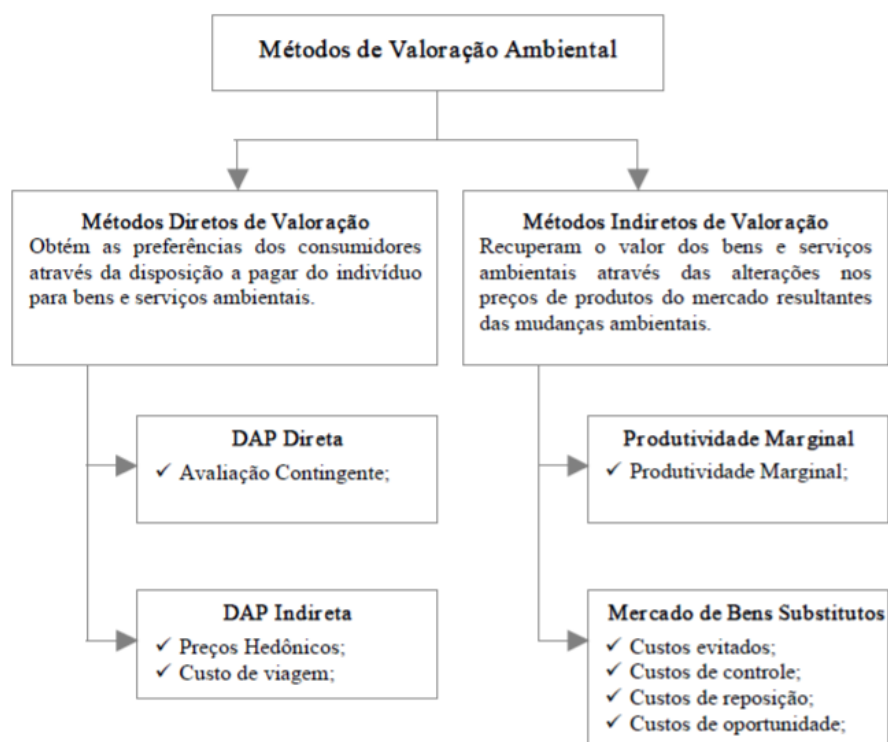 Métodos de Valoração Ambiental
Métodos Diretos de Valoração
Obtém as preferências dos consumidores
através da disposição a pagar do indivíduo
para bens e serviços ambientais.
Métodos Indiretos de Valoração
Recuperam o valor dos bens e serviços
ambientais através das alterações nos
preços de produtos do mercado resultantes
das mudanças ambientais.
DAP Direta
✓ Avaliação Contingente;
Produtividade Marginal
✓ Produtividade Marginal;
DAP Indireta
✓ Preços Hedônicos;
✓ Custo de viagem;
Mercado de Bens Substitutos
✓ Custos evitados;
✓ Custos de controle;
✓ Custos de reposição;
✓ Custos de oportunidade;